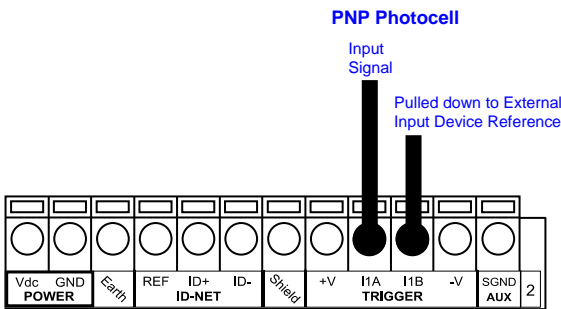 PNP Photocell
Input
Signal
Pulled down to External
Input Device Reference
Vdc GND Earth REF ID+ ID- Shield +V I1A I1B -V SGND 2
POWER ID-NET TRIGGER AUX